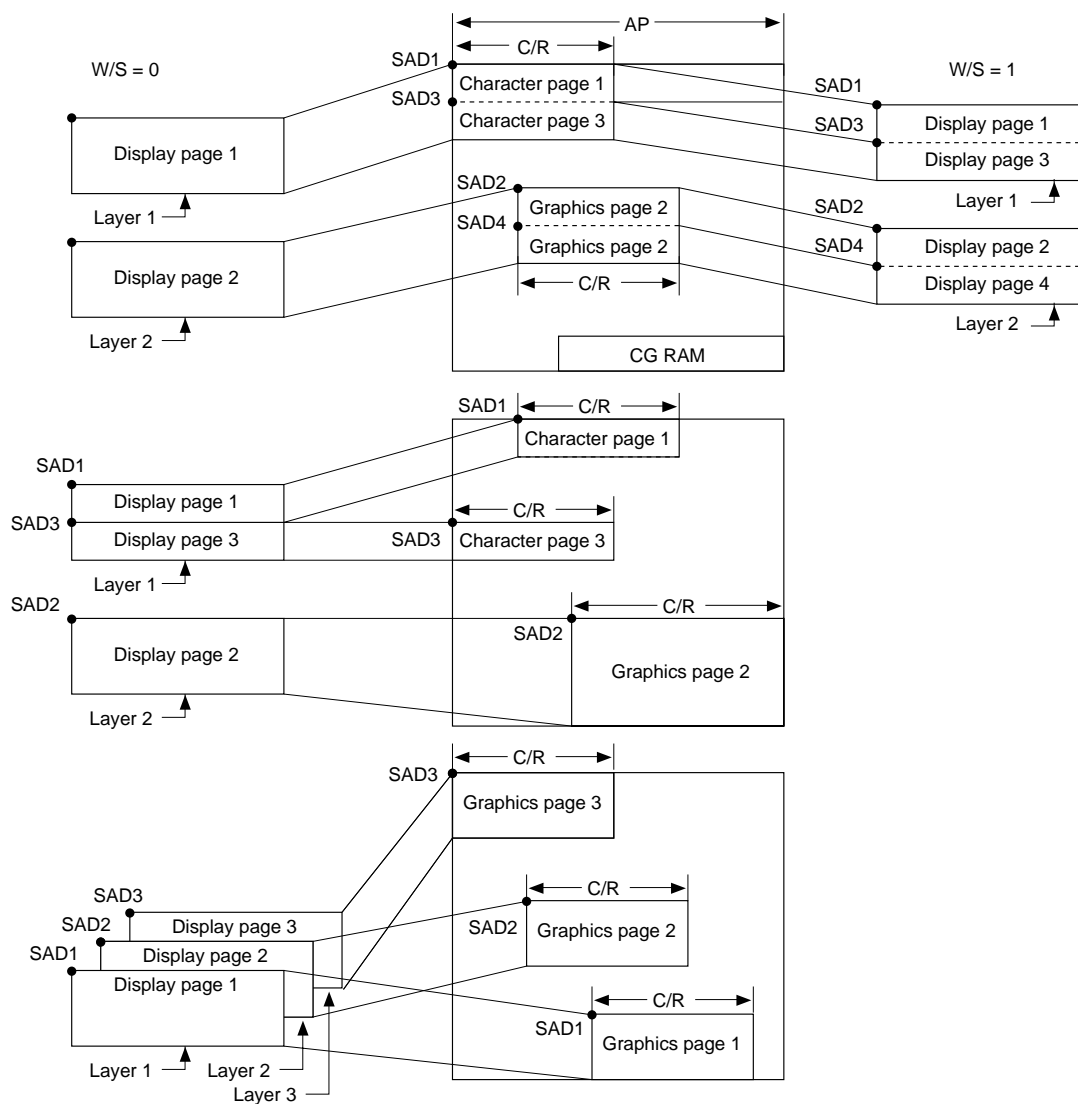 AP
C/R
W/S = 0
SAD1
W/S = 1
Character page 1
SAD1
SAD3
Character page 3
Display page 1
SAD3
Display page 1
Display page 3
Layer 1
Layer 1
SAD2
SAD2
Graphics page 2
SAD4
Graphics page 2
Display page 2
SAD4
Display page 2
Display page 4
C/R
Layer 2
Layer 2
CG RAM
SAD1
C/R
Character page 1
SAD1
Display page 1
SAD3
C/R
Display page 3
SAD3
Character page 3
Layer 1
SAD2
C/R
SAD2
Display page 2
Graphics page 2
Layer 2
C/R
SAD3
Graphics page 3
C/R
SAD3
SAD2
Display page 3
SAD2
Graphics page 2
SAD1
Display page 2
Display page 1
C/R
SAD1
Graphics page 1
Layer 1
Layer 2
Layer 3